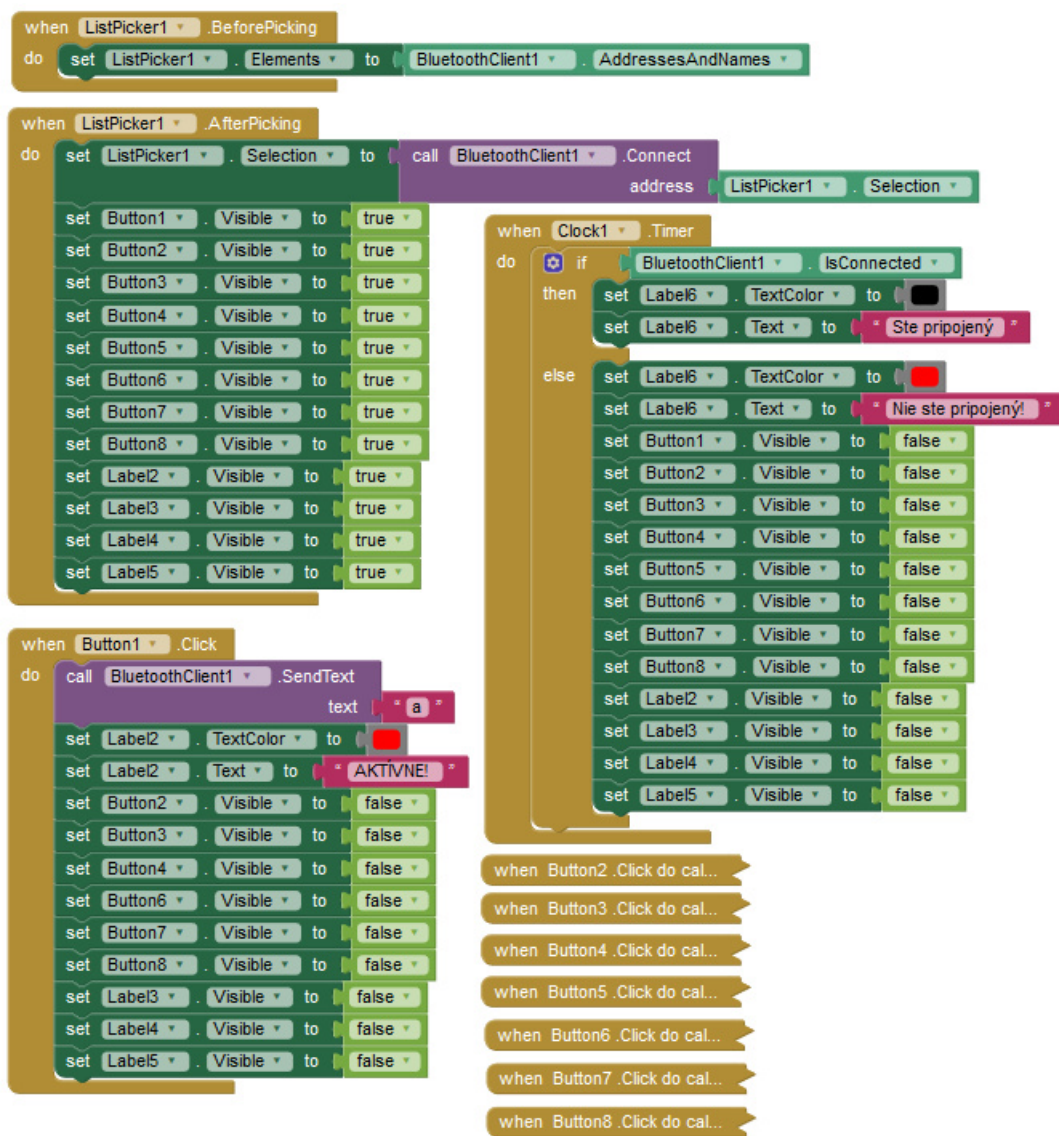 when ListPicker1 .BeforePicking
do set ListPicker1 . Elements to BluetoothClient1 . AddressesAndNames
when ListPicker1 .AfterPicking
do set ListPicker1 . Selection to call BluetoothClient1 .Connect
address ListPicker1 . Selection
set Button1 . Visible to true
set Button2 . Visible to true
set Button3 . Visible to true
set Button4 . Visible to true
set Button5 . Visible to true
set Button6 . Visible to true
set Button7 . Visible to true
set Button8 . Visible to true
set Label2 . Visible to true
set Label3 . Visible to true
set Label4 . Visible to true
set Label5 . Visible to true
when Button1 .Click
do call BluetoothClient1 .SendText
text " a "
set Label2 . TextColor to
set Label2 . Text to " AKTÍVNE! "
set Button2 . Visible to false
set Button3 . Visible to false
set Button4 . Visible to false
set Button6 . Visible to false
set Button7 . Visible to false
set Button8 . Visible to false
set Label3 . Visible to false
set Label4 . Visible to false
set Label5 . Visible to false
when Clock1 .Timer
do if BluetoothClient1 . IsConnected
then set Label6 . TextColor to
set Label6 . Text to " Ste pripojený "
else set Label6 . TextColor to
set Label6 . Text to " Nie ste pripojený! "
set Button1 . Visible to false
set Button2 . Visible to false
set Button3 . Visible to false
set Button4 . Visible to false
set Button5 . Visible to false
set Button6 . Visible to false
set Button7 . Visible to false
set Button8 . Visible to false
set Label2 . Visible to false
set Label3 . Visible to false
set Label4 . Visible to false
set Label5 . Visible to false
when Button2 .Click do cal...
when Button3 .Click do cal...
when Button4 .Click do cal...
when Button5 .Click do cal...
when Button6 .Click do cal...
when Button7 .Click do cal...
when Button8 .Click do cal...